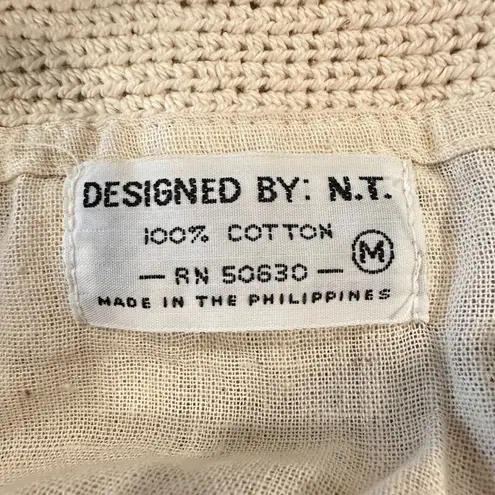 DESIGNED BY: N.T.
100% COTTON
— RN 50630 — M
MADE IN THE PHILIPPINES